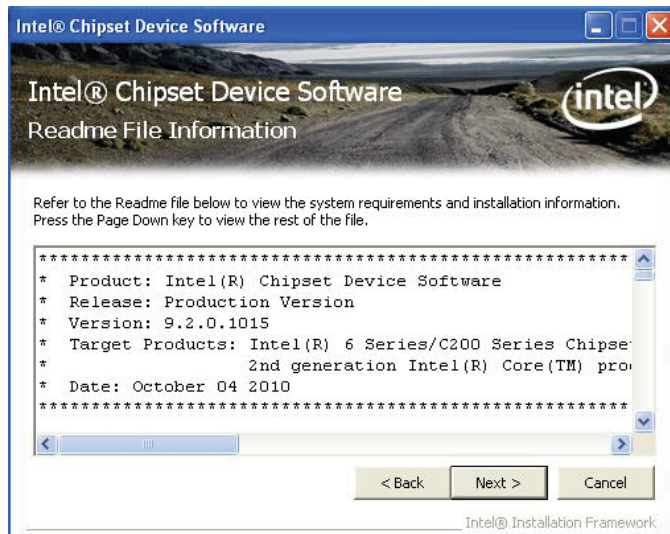 Intel® Chipset Device Software
Intel® Chipset Device Software
intel
Readme File Information
Refer to the Readme file below to view the system requirements and installation information.
Press the Page Down key to view the rest of the file.
************************************************************
* Product: Intel(R) Chipset Device Software
* Release: Production Version
* Version: 9.2.0.1015
* Target Products: Intel(R) 6 Series/C200 Series Chipse
* 2nd generation Intel(R) Core(TM) pro
* Date: October 04 2010
************************************************************
< Back Next > Cancel
Intel® Installation Framework